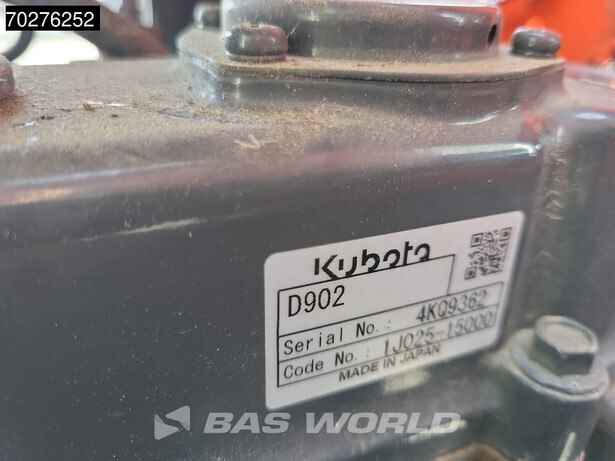 70276252
Kubota
D902
Serial No.: 4KQ9362
Code No.: 1J025-15000
MADE IN JAPAN
BAS WORLD